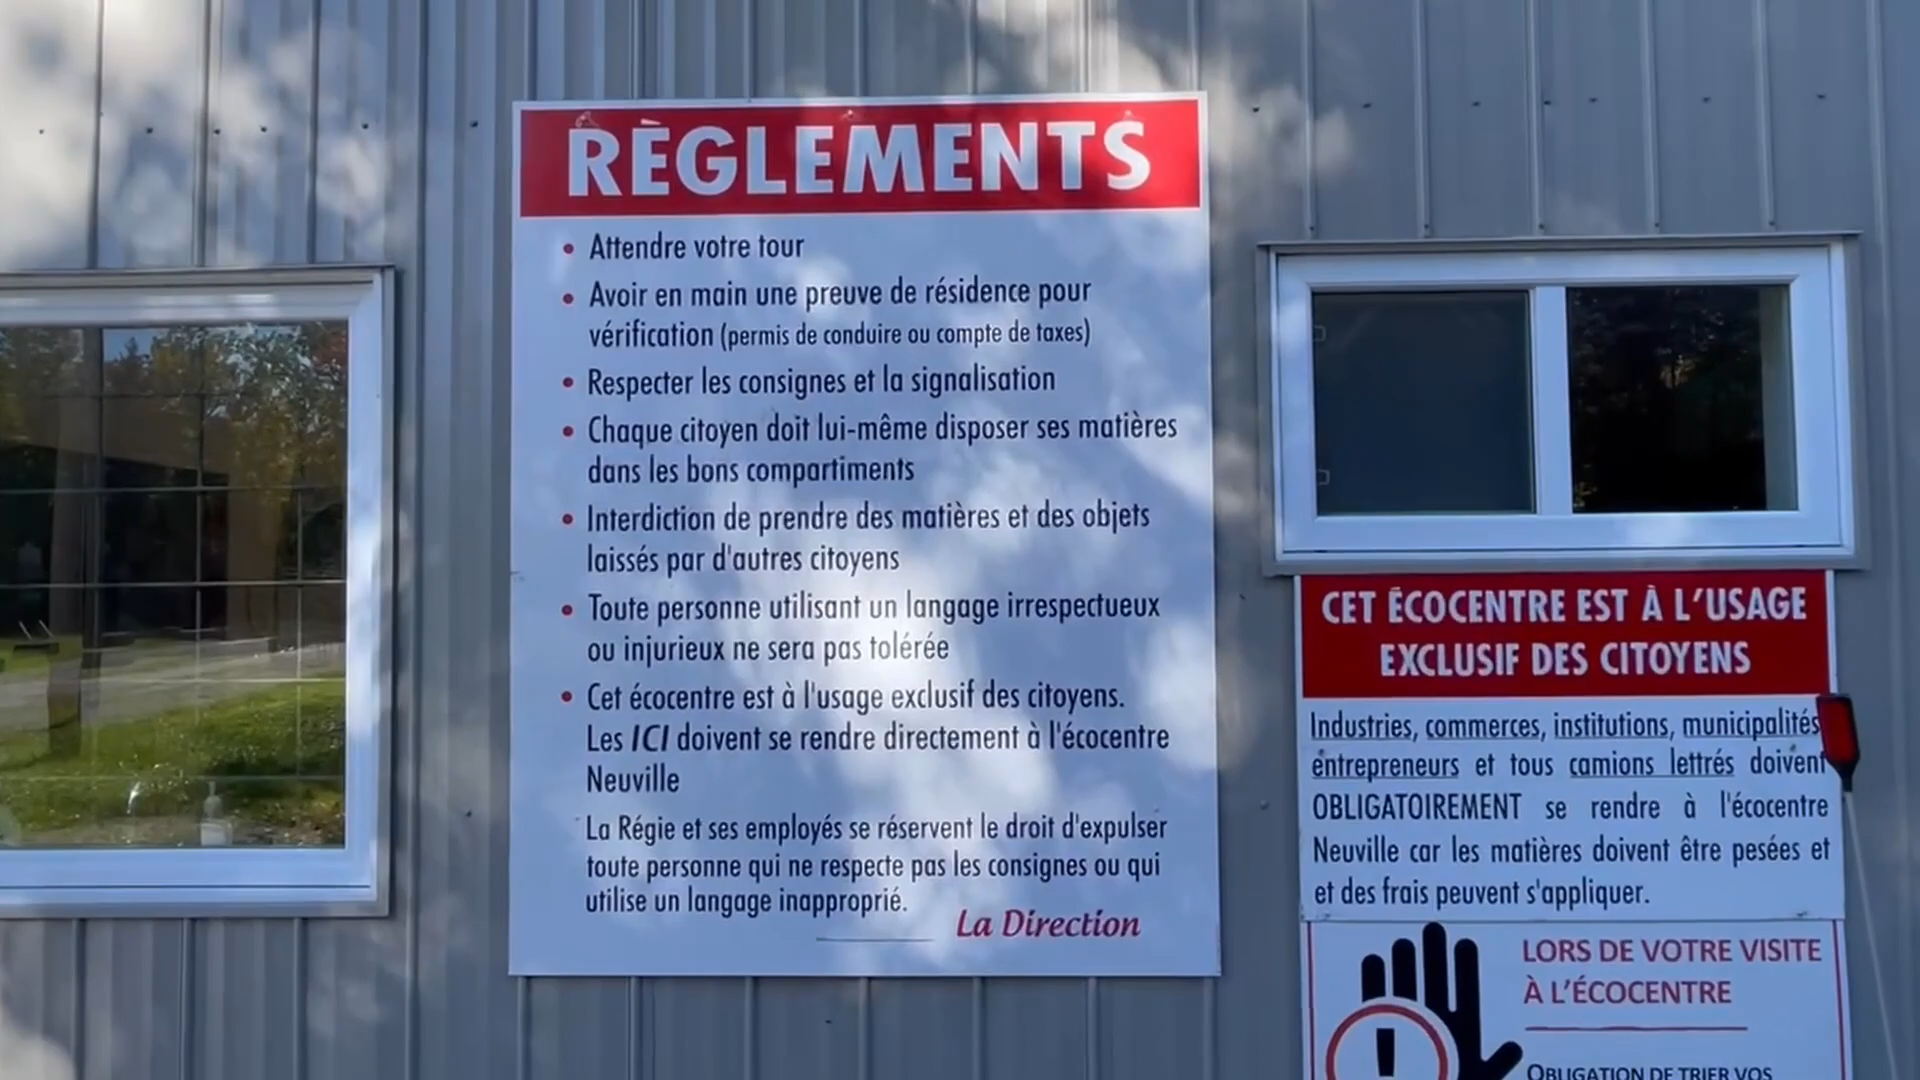 RÈGLEMENTS
• Attendre votre tour
• Avoir en main une preuve de résidence pour
vérification (permis de conduire ou compte de taxes)
• Respecter les consignes et la signalisation
• Chaque citoyen doit lui-même disposer ses matières
dans les bons compartiments
• Interdiction de prendre des matières et des objets
laissés par d'autres citoyens
• Toute personne utilisant un langage irrespectueux
ou injurieux ne sera pas tolérée
• Cet écocentre est à l'usage exclusif des citoyens.
Les ICI doivent se rendre directement à l'écocentre
Neuville
La Régie et ses employés se réservent le droit d'expulser
toute personne qui ne respecte pas les consignes ou qui
utilise un langage inapproprié.
La Direction
CET ÉCOCENTRE EST À L'USAGE
EXCLUSIF DES CITOYENS
Industries, commerces, institutions, municipalités
entrepreneurs et tous camions lettrés doivent
OBLIGATOIREMENT se rendre à l'écocentre
Neuville car les matières doivent être pesées et
et des frais peuvent s'appliquer.
LORS DE VOTRE VISITE
À L'ÉCOCENTRE
!
OBLIGATION DE TRIER VOS